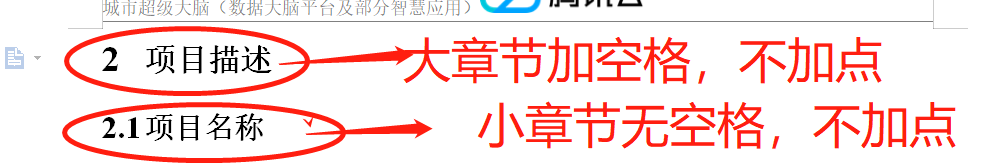 城市超级大脑（数据大脑平台及部分智慧应用）
2 项目描述
大章节加空格，不加点
2.1项目名称
小章节无空格，不加点